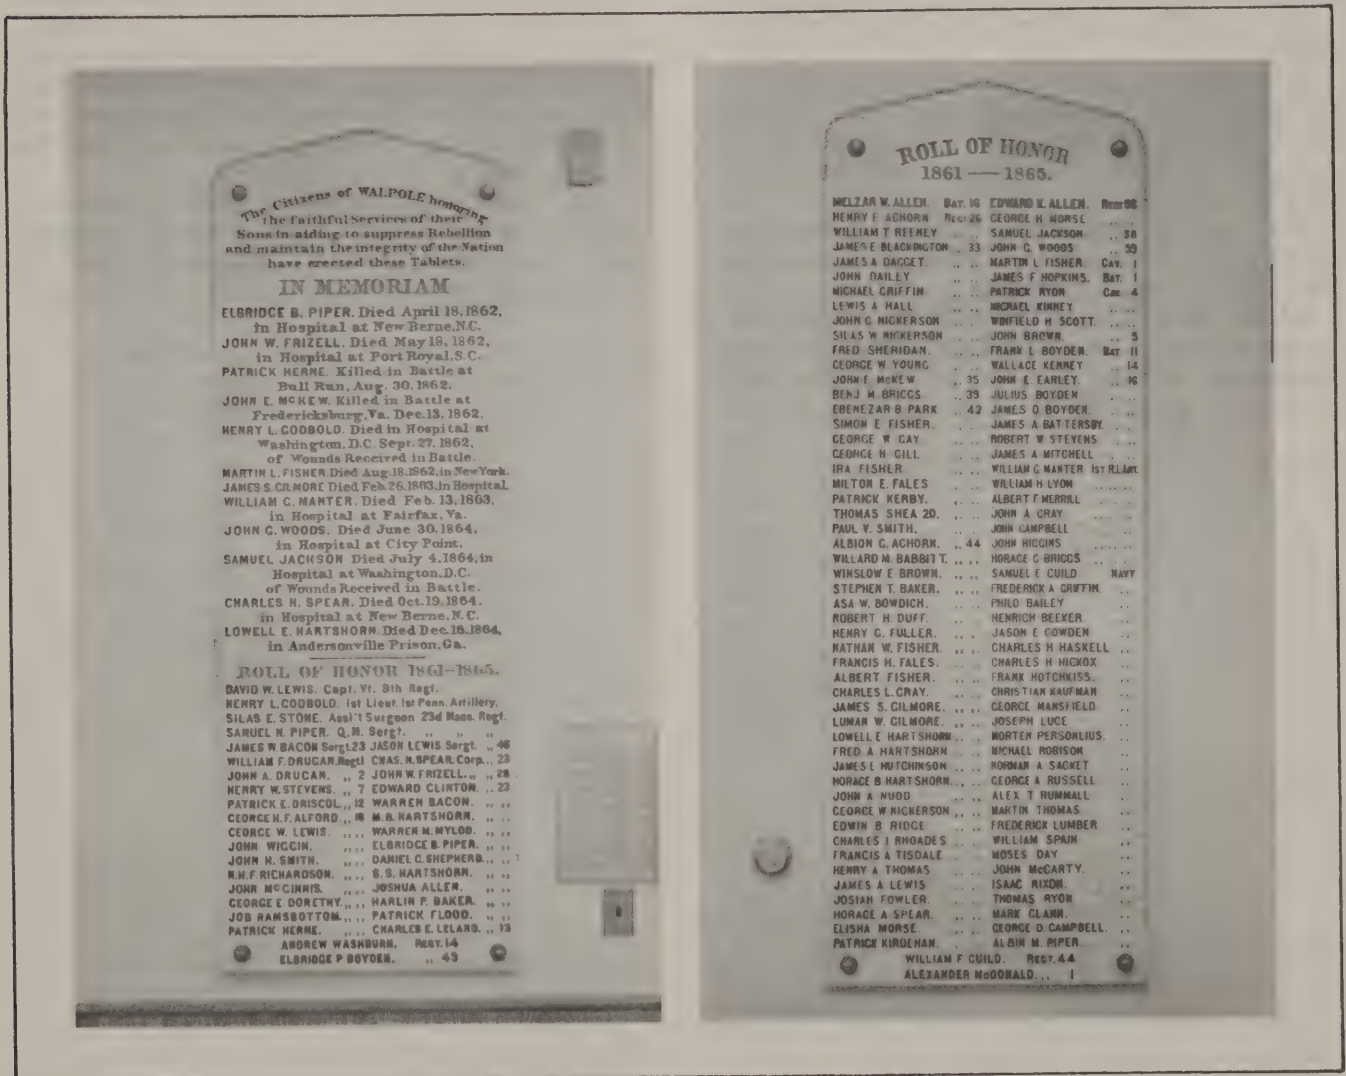 The Citizens of WALPOLE honoring
the faithful Services of their
Sons in aiding to suppress Rebellion
and maintain the integrity of the Nation
have erected these Tablets.
IN MEMORIAM
ELBRIDGE B. PIPER. Died April 18, 1862,
in Hospital at New Berne, N.C.
JOHN W. FRIZELL. Died May 18, 1862,
in Hospital at Port Royal, S.C.
PATRICK HERNE. Killed in Battle at
Bull Run, Aug. 30. 1862.
JOHN E. McKEW. Killed in Battle at
Fredericksburg, Va. Dec. 13, 1862.
HENRY L. GODBOLD. Died in Hospital at
Washington, D.C. Sept. 27, 1862,
of Wounds Received in Battle.
MARTIN L. FISHER Died Aug. 18. 1862, in New York.
JAMES S. GILMORE Died Feb. 26. 1863. in Hospital.
WILLIAM G. MANTER. Died Feb. 13, 1863,
in Hospital at Fairfax, Va.
JOHN G. WOODS. Died June 30. 1864,
in Hospital at City Point.
SAMUEL JACKSON Died July 4, 1864, in
Hospital at Washington, D.C.
of Wounds Received in Battle.
CHARLES N. SPEAR. Died Oct. 19. 1864.
in Hospital at New Berne, N.C.
LOWELL E. HARTSHORN. Died Dec. 16. 1864,
in Andersonville Prison, Ga.
ROLL OF HONOR 1861-1865.
DAVID W. LEWIS. Capt. Vt. 9th Regt.
HENRY L. GODBOLD. 1st Lieut. 1st Penn. Artillery.
SILAS E. STONE. Assi't Surgeon 23d Mass. Regt.
SAMUEL N. PIPER. Q.M. Sergt. ,, ,, ,,
JAMES W. BACON Sergt. 23 JASON LEWIS Sergt. ,, 46
WILLIAM F. DRUGAN. Regt 1 CHAS. N. SPEAR. Corp. ,, 23
JOHN A. DRUGAN. ,, 2 JOHN W. FRIZELL. ,, ,, 28
HENRY W. STEVENS. ,, 7 EDWARD CLINTON. ,, 23
PATRICK E. DRISCOL. ,, 12 WARREN BACON. ,, ,,
GEORGE H.F. ALFORD. ,, 16 M.B. HARTSHORN. ,, ,,
GEORGE W. LEWIS. ,, ,, WARREN M. MYLOD. ,, ,,
JOHN WIGGIN. ,, ,, ELBRIDGE B. PIPER. ,, ,,
JOHN H. SMITH. ,, ,, DANIEL C. SHEPHERD. ,, ,,
N.H.F. RICHARDSON. ,, ,, S.S. HARTSHORN. ,, ,,
JOHN McGINNIS. ,, ,, JOSHUA ALLEN. ,, ,,
GEORGE E. DORETHY. ,, ,, HARLIN P. BAKER. ,, ,,
JOB RAMSBOTTOM. ,, ,, PATRICK FLOOD. ,, ,,
PATRICK HERNE. ,, ,, CHARLES E. LELAND. ,, 13
ANDREW WASHBURN. REGT. 14
ELBRIDGE P BOYDEN. ,, 43
ROLL OF HONOR
1861 — 1865.
MELZAR W. ALLEN. BAT. 16 EDWARD K. ALLEN. REGT
HENRY E ACHORN REGT 26 GEORGE H MORSE
WILLIAM T REENEY .. .. SAMUEL JACKSON .. 58
JAMES E BLACKINGTON . 33 JOHN G. WOODS .. 59
JAMES A DAGGET. .. .. MARTIN L FISHER. CAV. 1
JOHN DAILEY .. .. JAMES F HOPKINS. BAT. 1
MICHAEL GRIFFIN .. .. PATRICK RYON CAV. 4
LEWIS A HALL .. .. MICHAEL KINNEY .. ..
JOHN G NICKERSON .. .. WINFIELD H SCOTT. .. ..
SILAS W NICKERSON .. .. JOHN BROWN. .. 5
FRED SHERIDAN. .. .. FRANK L BOYDEN. BAT 11
GEORGE W YOUNG .. .. WALLACE KENNEY .. 14
JOHN E McKEW .. 35 JOHN E. EARLEY. .. 16
BENJ M BRIGGS .. 39 JULIUS BOYDEN .. ..
EBENEZAR B PARK .. 42 JAMES O BOYDEN. .. ..
SIMON E FISHER. .. .. JAMES A BATTERSBY .. ..
GEORGE W GAY .. .. ROBERT W STEVENS .. ..
GEORGE H GILL .. .. JAMES A MITCHELL .. ..
IRA FISHER .. .. WILLIAM G MANTER 1ST R.I. ART.
MILTON E. FALES .. .. WILLIAM H LYON .. .. ..
PATRICK KERBY. .. .. ALBERT F MERRILL .. ..
THOMAS SHEA 2D. .. .. JOHN A GRAY .. ..
PAUL V. SMITH. .. .. JOHN CAMPBELL
ALBION C. ACHORN. ,, 44 JOHN HIGGINS .. ..
WILLARD M. BABBITT. ,, ,, HORACE C BRIGGS .. ..
WINSLOW E BROWN. ,, ,, SAMUEL E GUILD NAVY
STEPHEN T. BAKER. ,, ,, FREDERICK A GRIFFIN ..
ASA W. BOWDICH. ,, ,, PHILO BAILEY ..
ROBERT H. DUFF. ,, ,, HENRICH BEEKER ..
HENRY G. FULLER. ,, ,, JASON E COWDEN ..
NATHAN W. FISHER. ,, ,, CHARLES H HASKELL ..
FRANCIS H. FALES. ,, ,, CHARLES H HICKOX ..
ALBERT FISHER. ,, ,, FRANK HOTCHKISS. ..
CHARLES L. GRAY. ,, ,, CHRISTIAN KAUFMAN ..
JAMES S. GILMORE. ,, ,, GEORGE MANSFIELD ..
LUMAN W. GILMORE. ,, ,, JOSEPH LUCE ..
LOWELL E HARTSHORN .. .. MORTEN PERSONLIUS. ..
FRED A HARTSHORN .. .. MICHAEL ROBISON ..
JAMES E HUTCHINSON ,, ,, NORMAN A SACKET ..
HORACE B HARTSHORN. ,, ,, GEORGE A RUSSELL ..
JOHN A NUDD ,, ,, ALEX T RUMMALL ..
GEORGE W NICKERSON ,, ,, MARTIN THOMAS ..
EDWIN B RIDGE .. .. FREDERICK LUMBER ..
CHARLES I RHOADES .. .. WILLIAM SPAIN ,,
FRANCIS A TISDALE .. .. MOSES DAY ,,
HENRY A THOMAS .. .. JOHN McCARTY. ,,
JAMES A LEWIS .. .. ISAAC NIXON. ,,
JOSIAH FOWLER. .. .. THOMAS RYON ,,
HORACE A SPEAR. ,, ,, MARK GLANN. ,,
ELISHA MORSE. ,, ,, GEORGE O. CAMPBELL. ,,
PATRICK KIRDEHAN. . ALBIN M. PIPER. ,,
WILLIAM F GUILD. REGT. 44
ALEXANDER McDONALD. .. 1